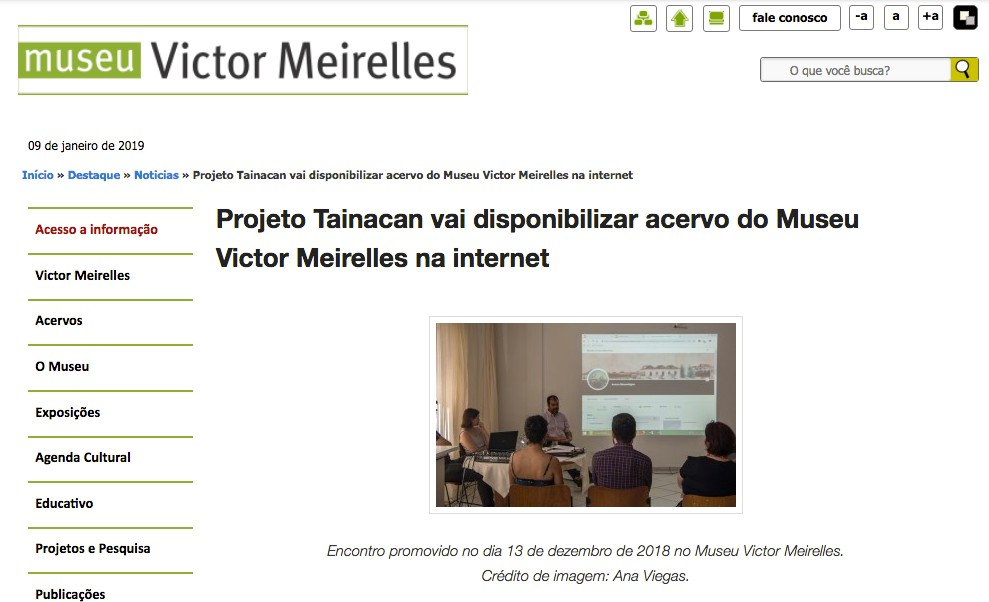 fale conosco
-a
a
+a
museu Victor Meirelles
O que você busca?
09 de janeiro de 2019
Início » Destaque » Noticias » Projeto Tainacan vai disponibilizar acervo do Museu Victor Meirelles na internet
Acesso a informação
Victor Meirelles
Acervos
O Museu
Exposições
Agenda Cultural
Educativo
Projetos e Pesquisa
Publicações
Projeto Tainacan vai disponibilizar acervo do Museu
Victor Meirelles na internet
Encontro promovido no dia 13 de dezembro de 2018 no Museu Victor Meirelles.
Crédito de imagem: Ana Viegas.